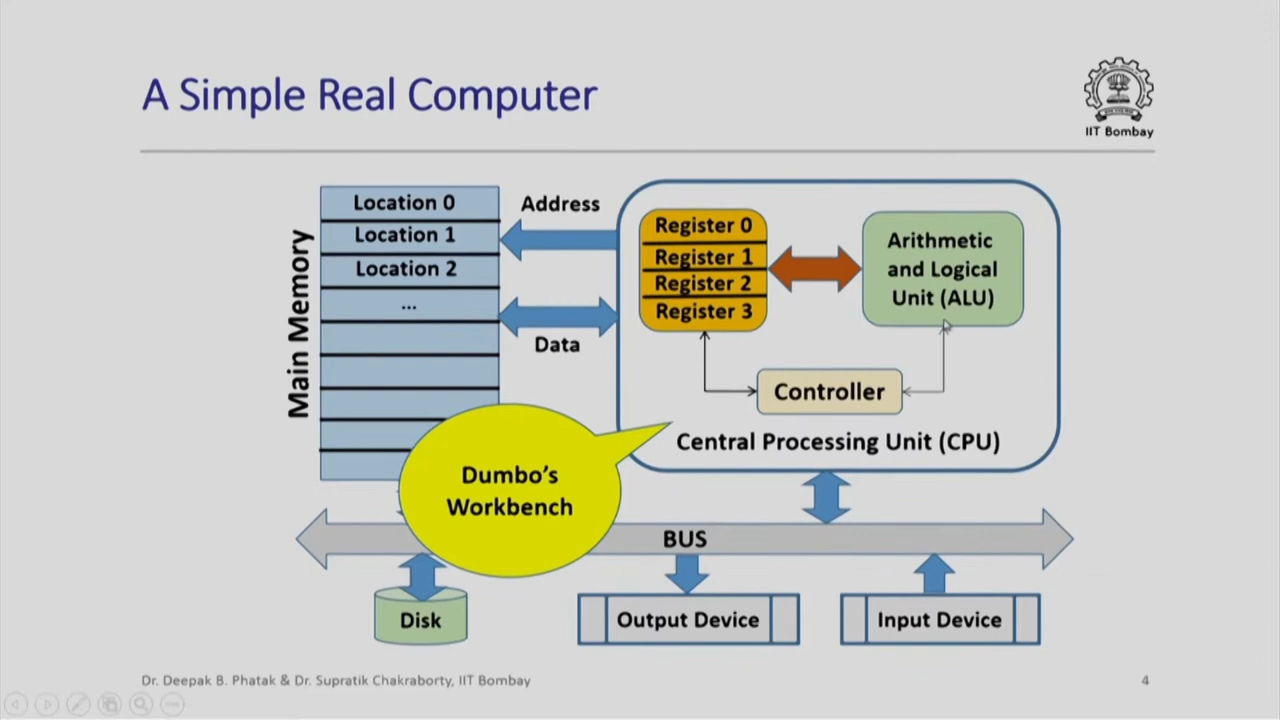 A Simple Real Computer
IIT Bombay
Main Memory
Location 0
Location 1
Location 2
...
Address
Data
Register 0
Register 1
Register 2
Register 3
Arithmetic
and Logical
Unit (ALU)
Controller
Central Processing Unit (CPU)
Dumbo's
Workbench
BUS
Disk
Output Device
Input Device
Dr. Deepak B. Phatak & Dr. Supratik Chakraborty, IIT Bombay
4